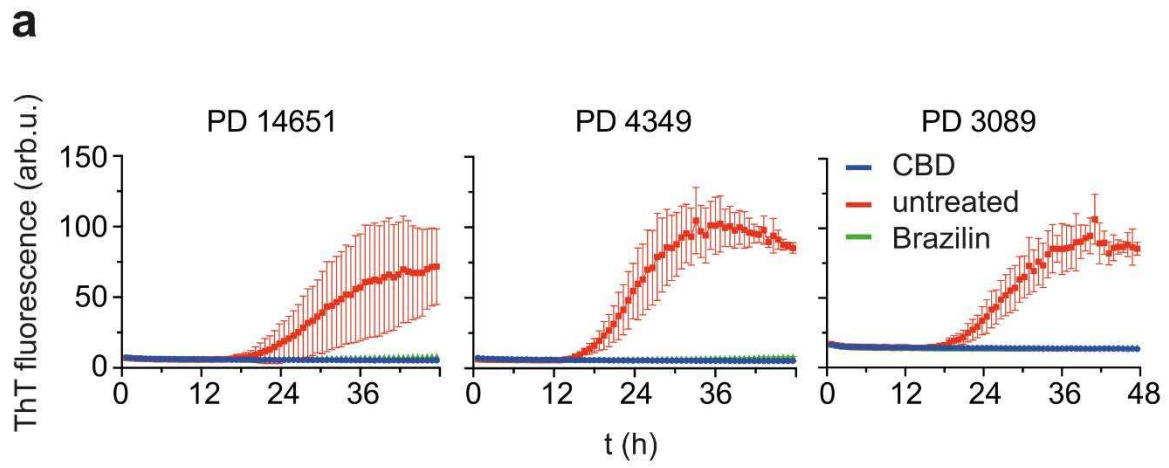 a
PD 14651
PD 4349
PD 3089
ThT fluorescence (arb.u.)
150
100
50
0
CBD
untreated
Brazilin
0 12 24 36
0 12 24 36
0 12 24 36 48
t (h)